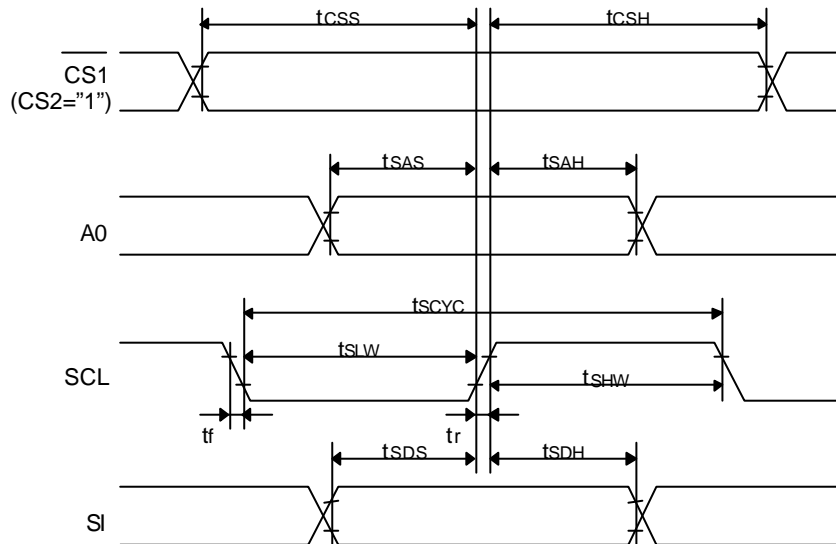 tCSS
tCSH
CS1
(CS2=”1”)
tSAS
tSAH
A0
tSCYC
tSLW
SCL
tSHW
tf
tr
tSDS
tSDH
SI